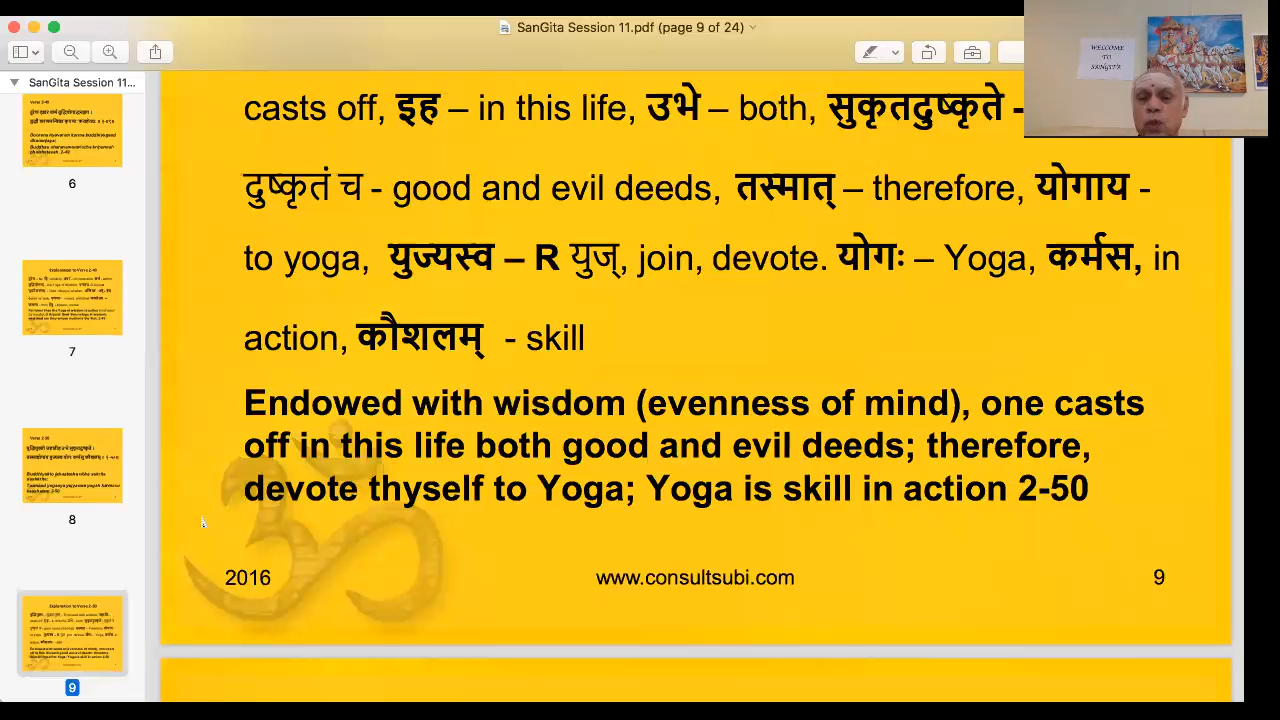 SanGita Session 11.pdf (page 9 of 24)
WELCOME
TO
SANGITA
SanGita Session 11...
6
7
8
9
casts off, इह – in this life, उभे – both, सुकृतदुष्कृते -
दुष्कृतं च - good and evil deeds, तस्मात् – therefore, योगाय -
to yoga, युज्यस्व – R युज्, join, devote. योगः – Yoga, कर्मस, in
action, कौशलम् - skill
Endowed with wisdom (evenness of mind), one casts
off in this life both good and evil deeds; therefore,
devote thyself to Yoga; Yoga is skill in action 2-50
2016
www.consultsubi.com
9